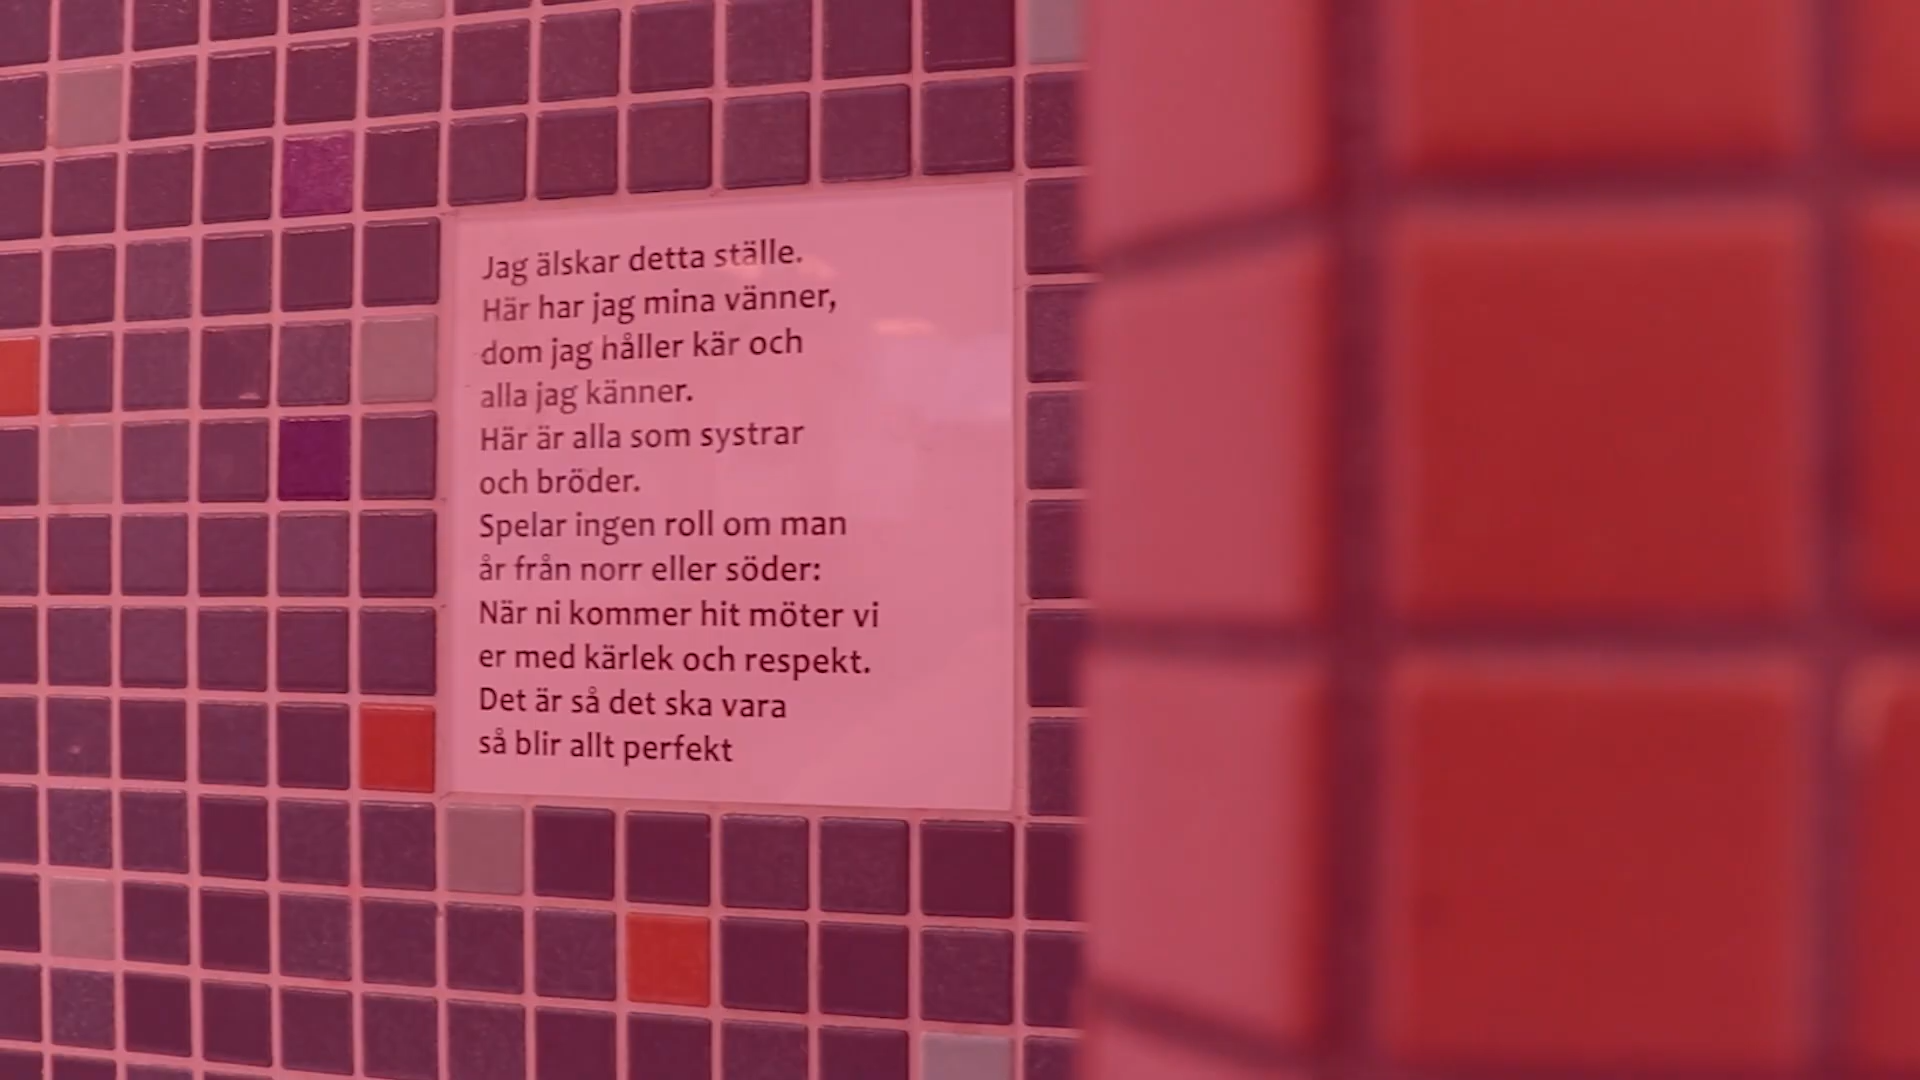 Jag älskar detta ställe.
Här har jag mina vänner,
dom jag håller kär och
alla jag känner.
Här är alla som systrar
och bröder.
Spelar ingen roll om man
år från norr eller söder:
När ni kommer hit möter vi
er med kärlek och respekt.
Det är så det ska vara
så blir allt perfekt